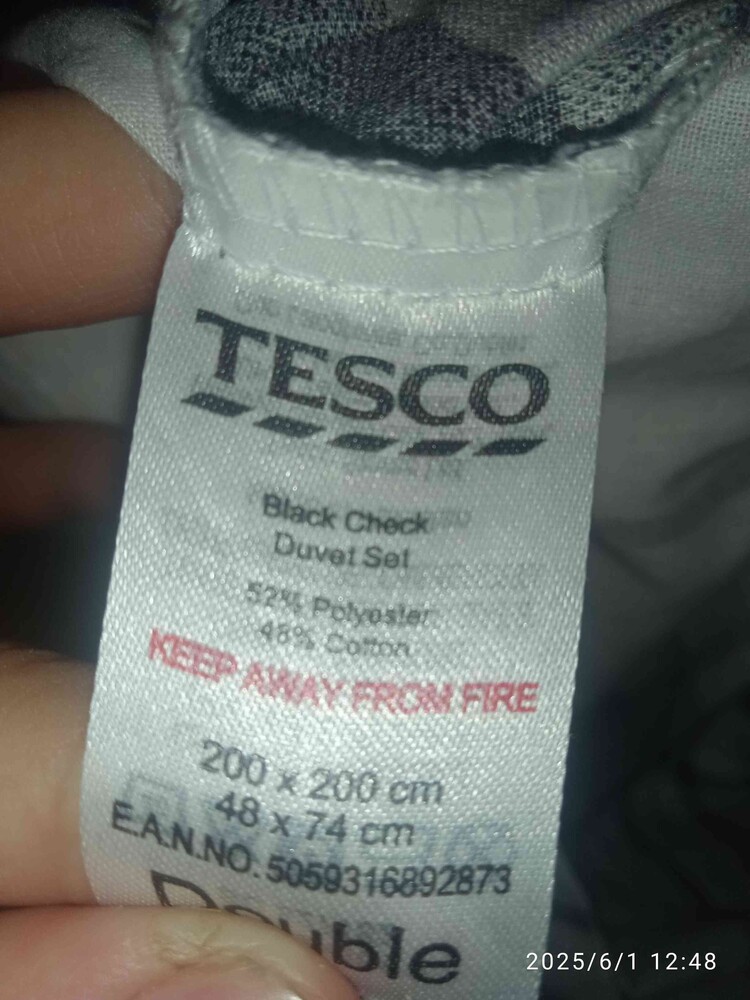 TESCO
Black Check
Duvet Set
52% Polyester
48% Cotton
KEEP AWAY FROM FIRE
200 x 200 cm
48 x 74 cm
E.A.N.NO. 5059316892873
Double
2025/6/1 12:48